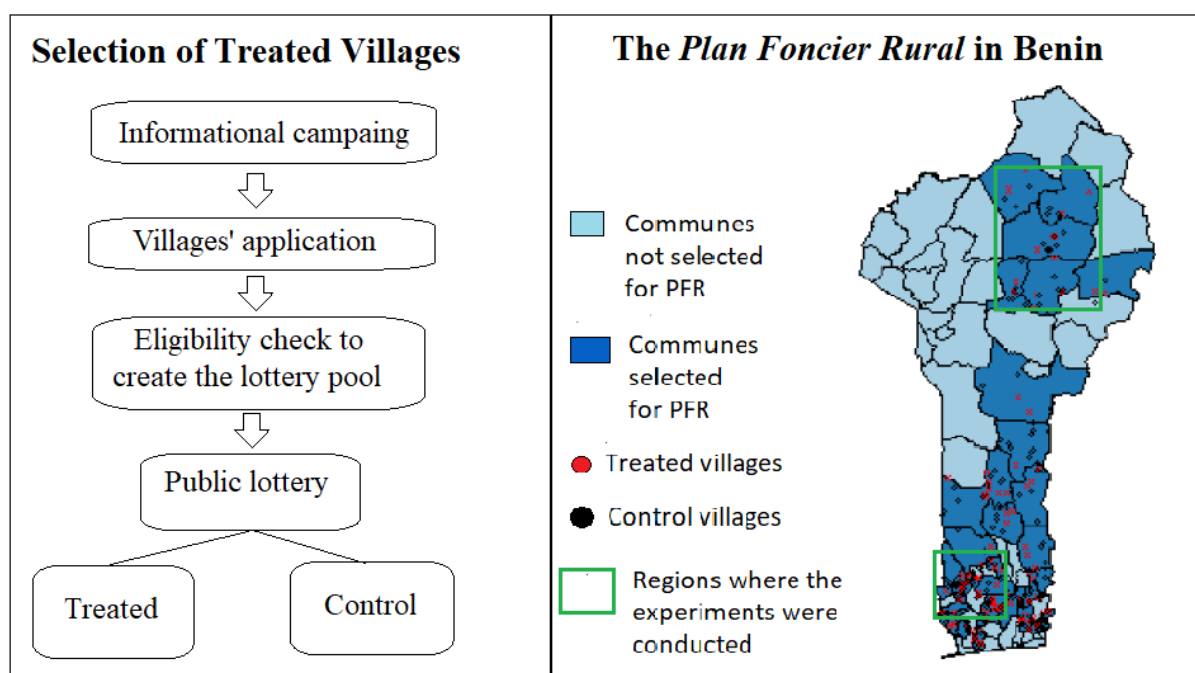 Selection of Treated Villages
Informational campaing
Villages' application
Eligibility check to
create the lottery pool
Public lottery
Treated
Control
The Plan Foncier Rural in Benin
Communes
not selected
for PFR
Communes
selected
for PFR
Treated villages
Control villages
Regions where the
experiments were
conducted